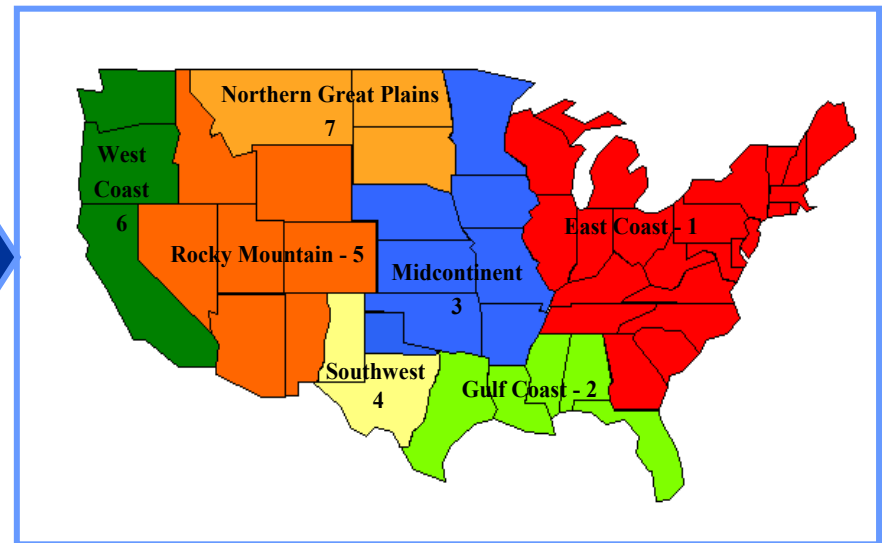 Northern Great Plains
7
West
Coast
6
East Coast - 1
Rocky Mountain - 5
Midcontinent
3
Southwest
4
Gulf Coast - 2